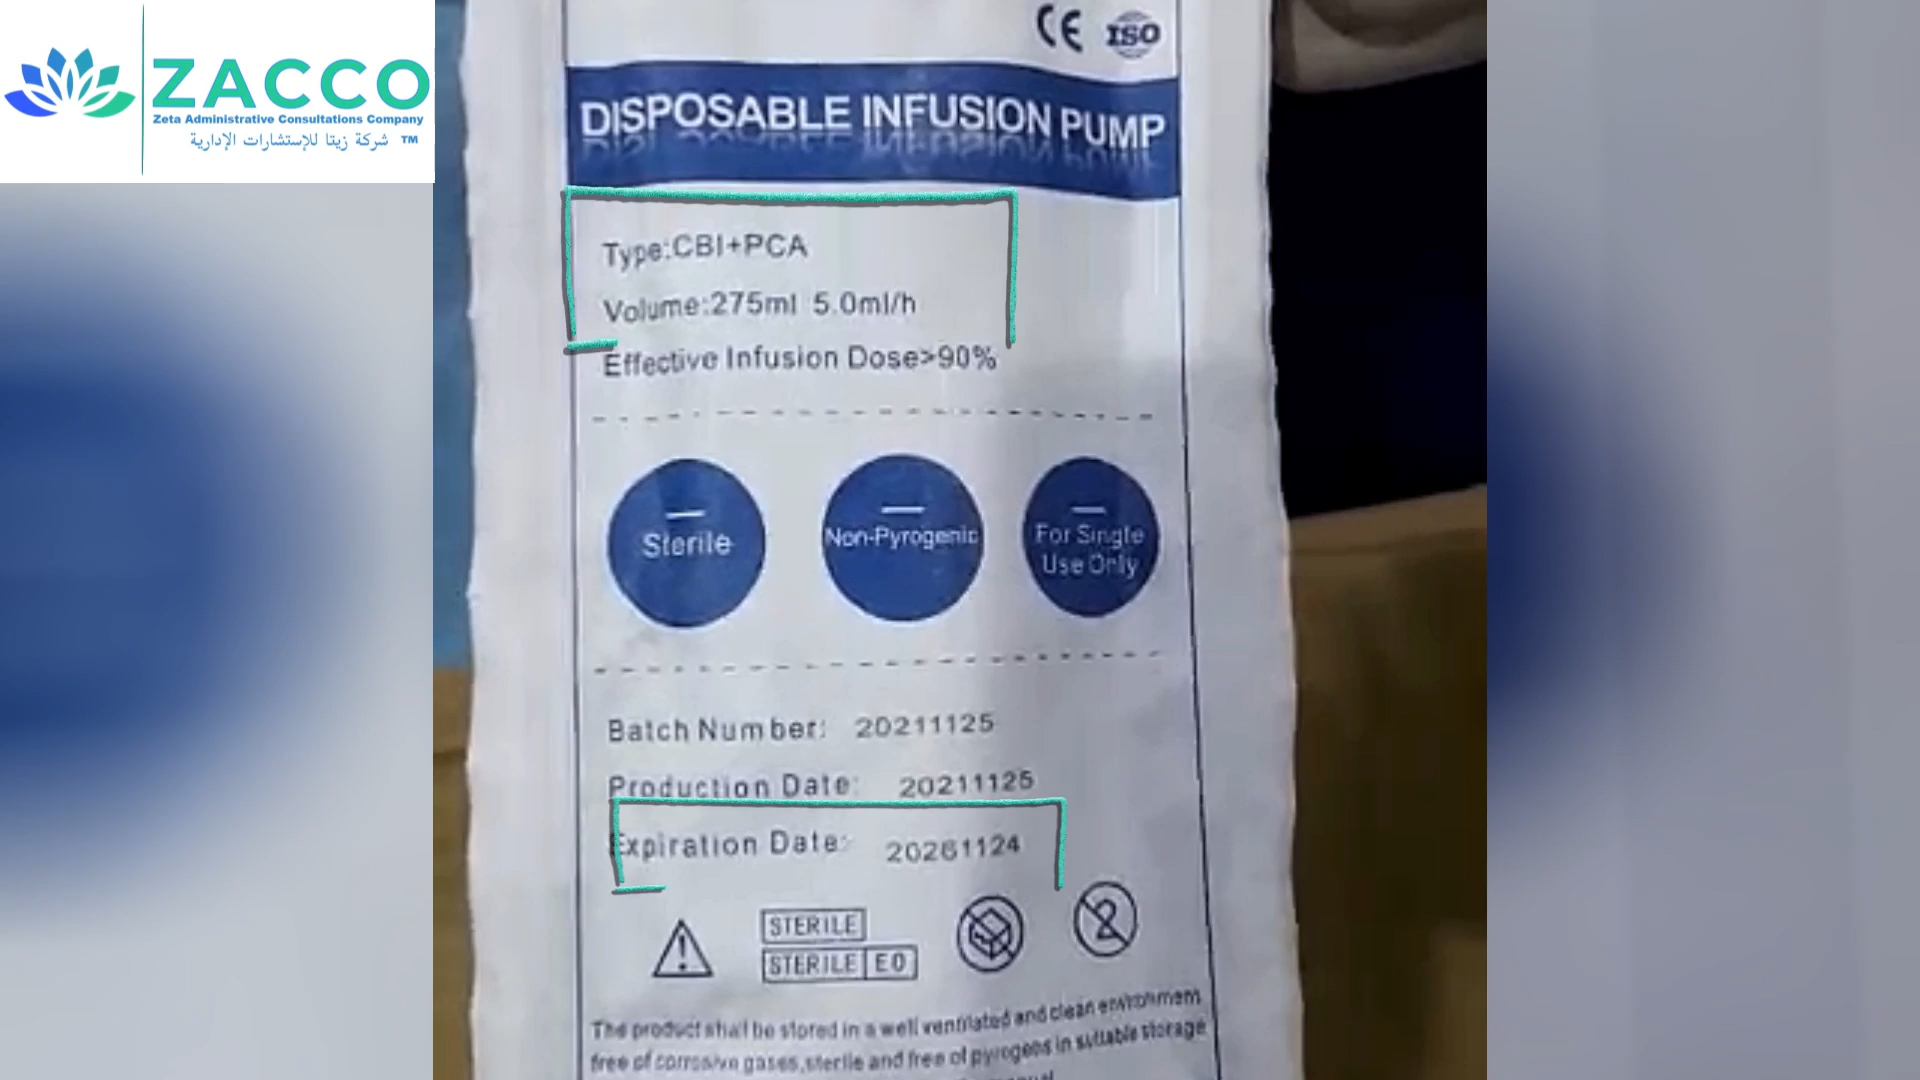 ZACCO
Zeta Administrative Consultations Company
شركة زيتا للإستشارات الإدارية ™
CE ISO
DISPOSABLE INFUSION PUMP
Type:CBI+PCA
Volume:275ml 5.0ml/h
Effective Infusion Dose>90%
Sterile
Non-Pyrogenic
For Single
Use Only
Batch Number: 20211125
Production Date: 20211125
Expiration Date: 20261124
STERILE
STERILE EO
2
The product shall be stored in a well ventilated and clean environment
free of corrosive gases,sterile and free of pyrogens in suitable storage
manual